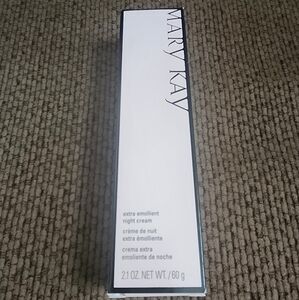 MARY KAY
extra emollient
night cream
crème de nuit
extra émolliente
crema extra
emoliente de noche
2.1 OZ. NET WT. / 60 g